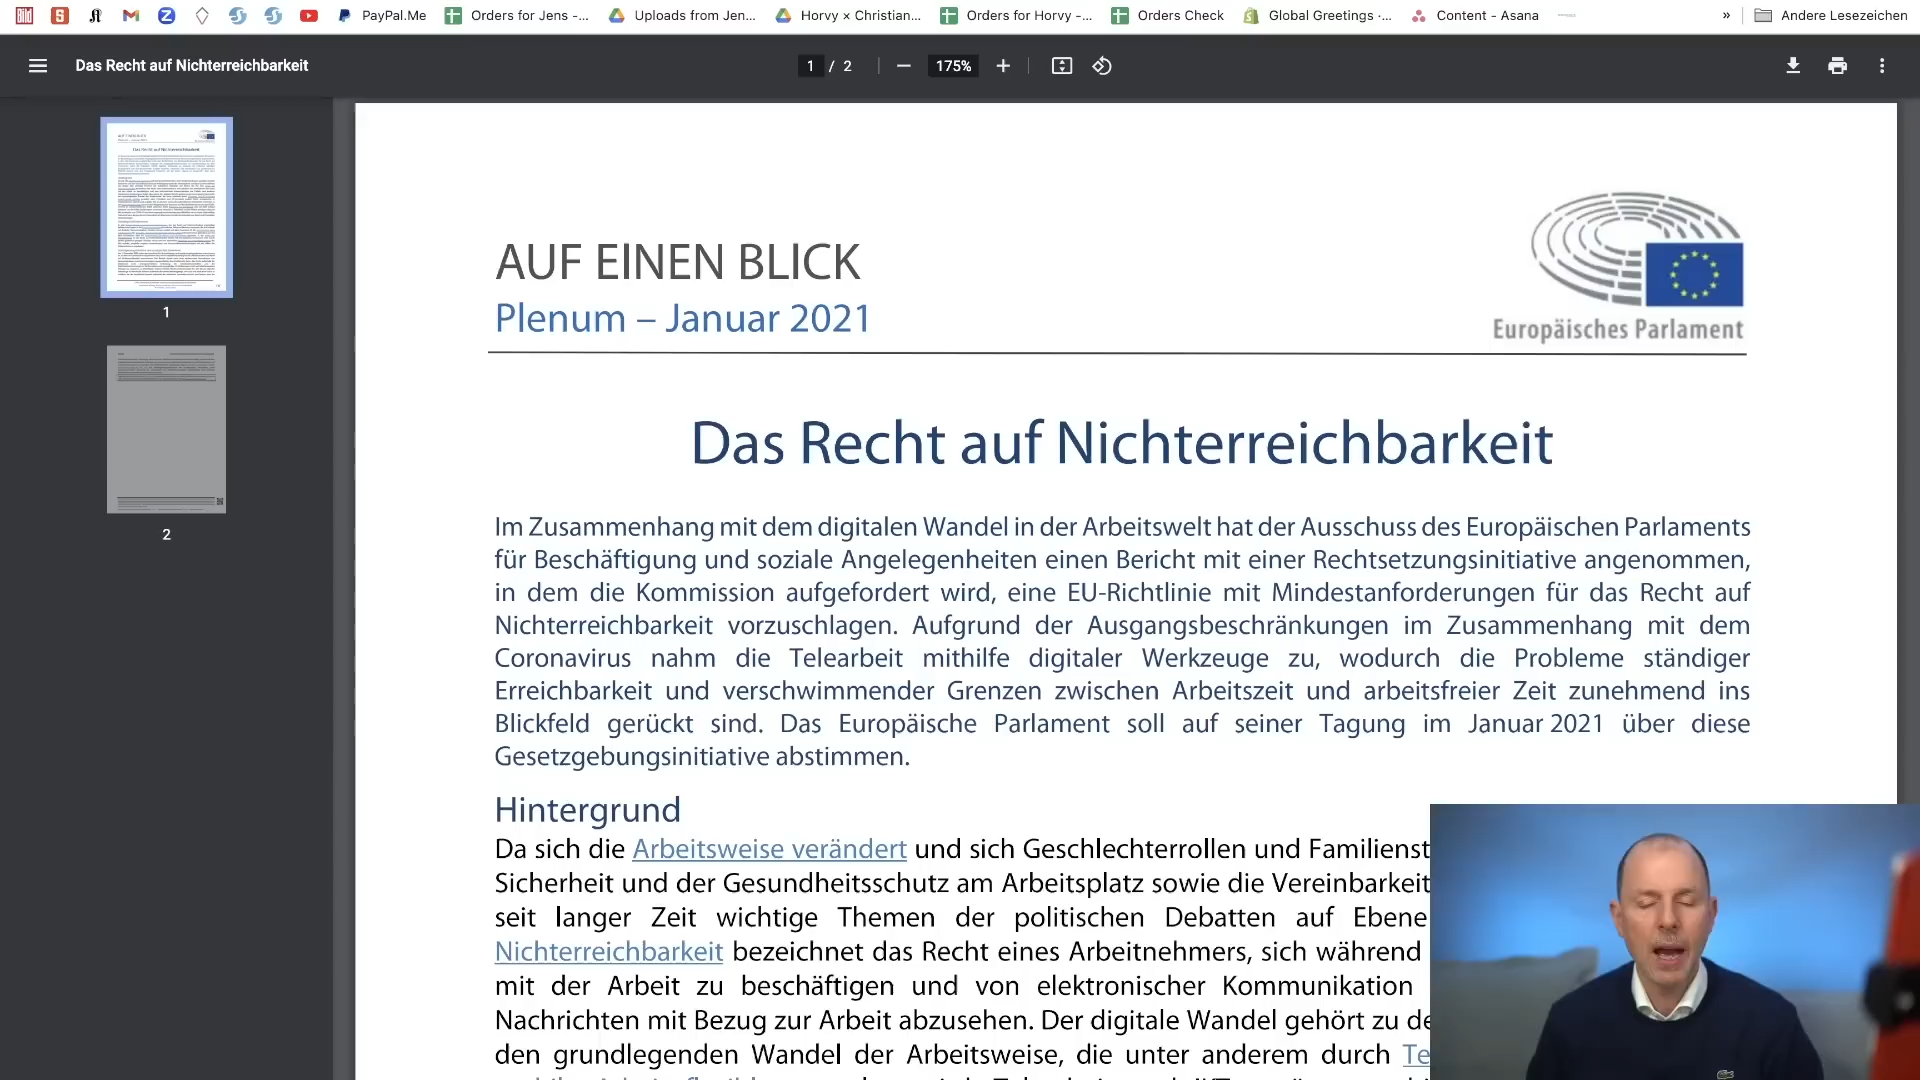 Bild
PayPal.Me
Orders for Jens -...
Uploads from Jen...
Horvy × Christian...
Orders for Horvy -...
Orders Check
Global Greetings ·...
Content - Asana
»
Andere Lesezeichen
Das Recht auf Nichterreichbarkeit
1 / 2
175%
1
2
AUF EINEN BLICK
Plenum – Januar 2021
Europäisches Parlament
Das Recht auf Nichterreichbarkeit
Im Zusammenhang mit dem digitalen Wandel in der Arbeitswelt hat der Ausschuss des Europäischen Parlaments
für Beschäftigung und soziale Angelegenheiten einen Bericht mit einer Rechtsetzungsinitiative angenommen,
in dem die Kommission aufgefordert wird, eine EU-Richtlinie mit Mindestanforderungen für das Recht auf
Nichterreichbarkeit vorzuschlagen. Aufgrund der Ausgangsbeschränkungen im Zusammenhang mit dem
Coronavirus nahm die Telearbeit mithilfe digitaler Werkzeuge zu, wodurch die Probleme ständiger
Erreichbarkeit und verschwimmender Grenzen zwischen Arbeitszeit und arbeitsfreier Zeit zunehmend ins
Blickfeld gerückt sind. Das Europäische Parlament soll auf seiner Tagung im Januar 2021 über diese
Gesetzgebungsinitiative abstimmen.
Hintergrund
Da sich die Arbeitsweise verändert und sich Geschlechterrollen und Familienst
Sicherheit und der Gesundheitsschutz am Arbeitsplatz sowie die Vereinbarkeit
seit langer Zeit wichtige Themen der politischen Debatten auf Ebene
Nichterreichbarkeit bezeichnet das Recht eines Arbeitnehmers, sich während
mit der Arbeit zu beschäftigen und von elektronischer Kommunikation
Nachrichten mit Bezug zur Arbeit abzusehen. Der digitale Wandel gehört zu de
den grundlegenden Wandel der Arbeitsweise, die unter anderem durch Te